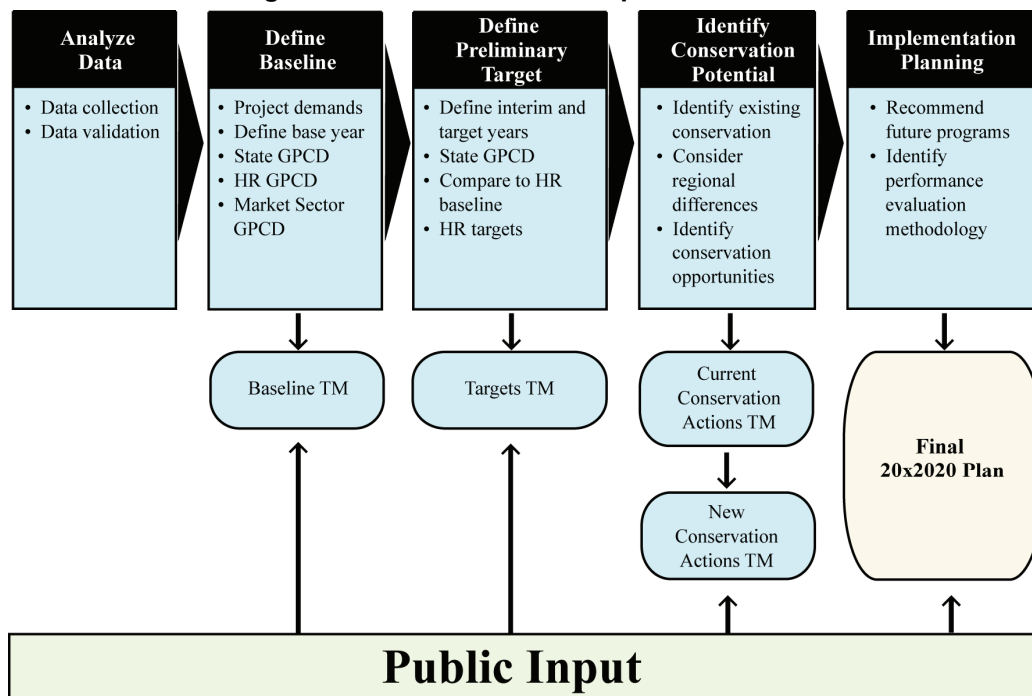 Analyze
Data
• Data collection
• Data validation
Define
Baseline
• Project demands
• Define base year
• State GPCD
• HR GPCD
• Market Sector
GPCD
Define
Preliminary
Target
• Define interim and
target years
• State GPCD
• Compare to HR
baseline
• HR targets
Identify
Conservation
Potential
• Identify existing
conservation
• Consider
regional
differences
• Identify
conservation
opportunities
Implementation
Planning
• Recommend
future programs
• Identify
performance
evaluation
methodology
Baseline TM
Targets TM
Current
Conservation
Actions TM
New
Conservation
Actions TM
Final
20x2020 Plan
Public Input